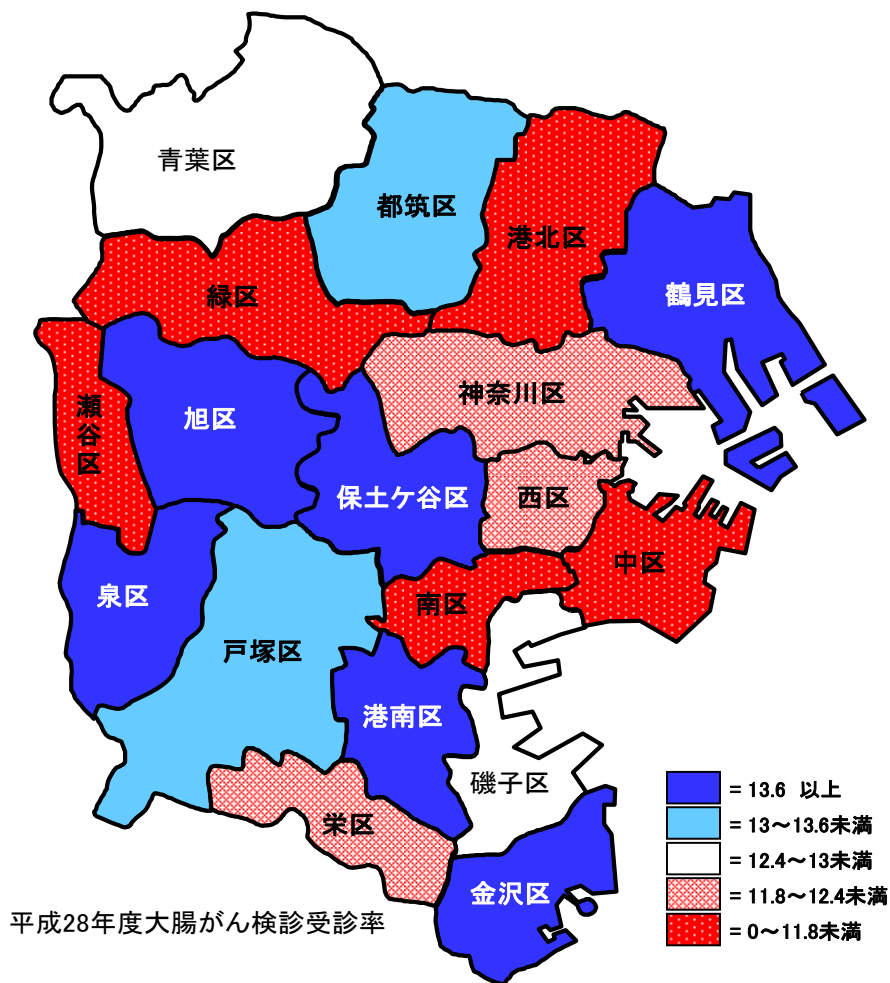 青葉区
都筑区
港北区
緑区
鶴見区
瀬谷区
旭区
神奈川区
保土ケ谷区
西区
中区
泉区
南区
戸塚区
港南区
磯子区
栄区
金沢区
= 13.6 以上
= 13～13.6未満
= 12.4～13未満
= 11.8～12.4未満
= 0～11.8未満
平成28年度大腸がん検診受診率